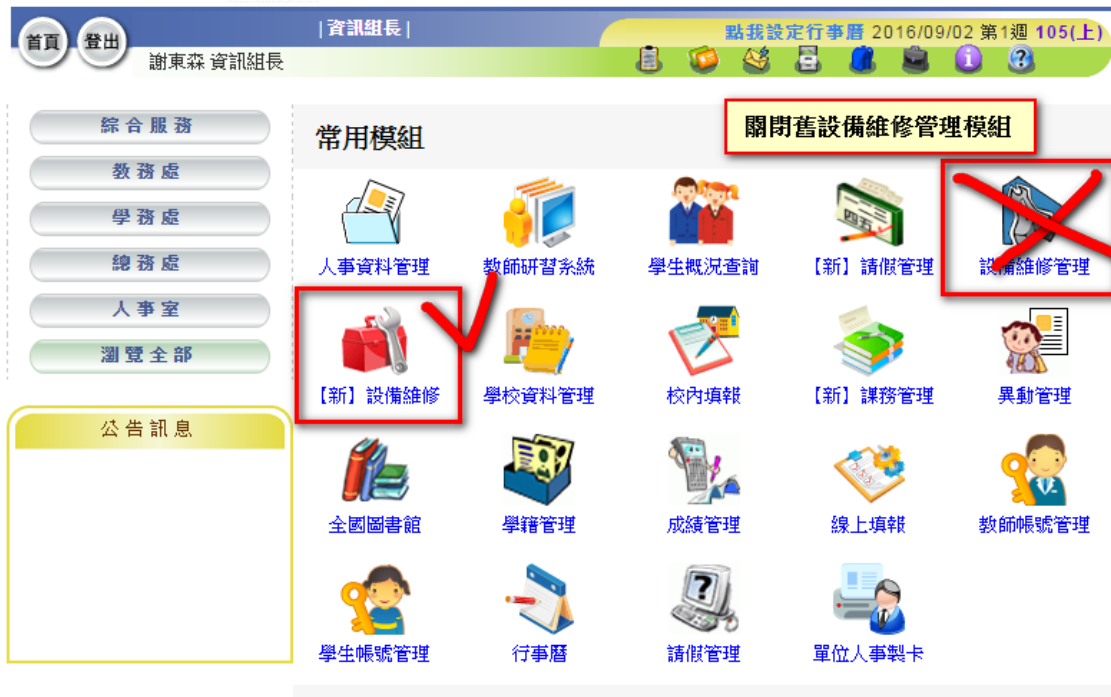 首頁 登出
|資訊組長|
點我設定行事曆 2016/09/02 第1週 105(上)
謝東森 資訊組長
綜合服務
教務處
學務處
總務處
人事室
瀏覽全部
公告訊息
常用模組
關閉舊設備維修管理模組
人事資料管理 教師研習系統 學生概況查詢 【新】請假管理 設備維修管理
【新】設備維修 學校資料管理 校內填報 【新】課務管理 異動管理
全國圖書館 學籍管理 成績管理 線上填報 教師帳號管理
學生帳號管理 行事曆 請假管理 單位人事製卡